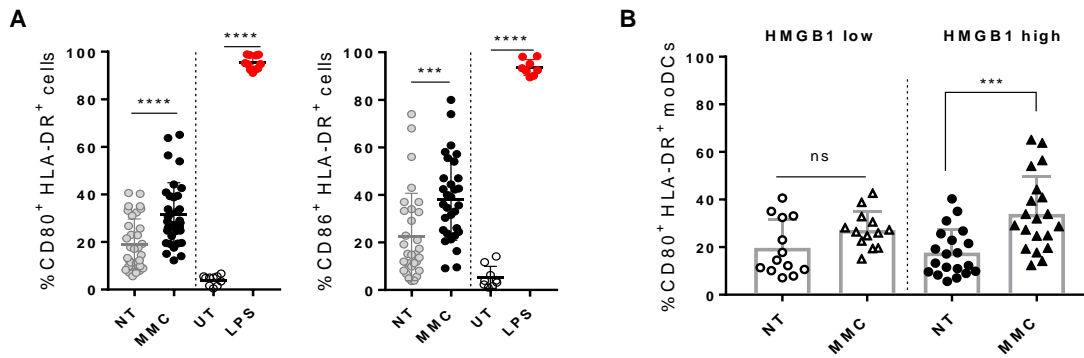 A
%CD80+ HLA-DR+ cells
100
80
60
40
20
0
****
****
NT
MMC
UT
LPS
%CD86+ HLA-DR+ cells
100
80
60
40
20
0
***
****
NT
MMC
UT
LPS
B
HMGB1 low
HMGB1 high
%CD80+ HLA-DR+ moDCs
100
80
60
40
20
0
ns
***
NT
MMC
NT
MMC